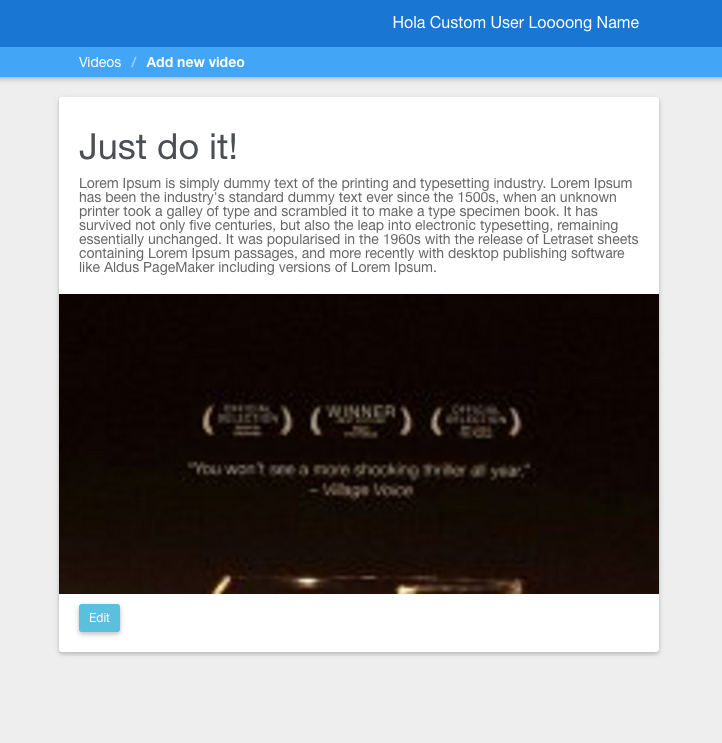 Hola Custom User Loooong Name
Videos / Add new video
Just do it!
Lorem Ipsum is simply dummy text of the printing and typesetting industry. Lorem Ipsum
has been the industry's standard dummy text ever since the 1500s, when an unknown
printer took a galley of type and scrambled it to make a type specimen book. It has
survived not only five centuries, but also the leap into electronic typesetting, remaining
essentially unchanged. It was popularised in the 1960s with the release of Letraset sheets
containing Lorem Ipsum passages, and more recently with desktop publishing software
like Aldus PageMaker including versions of Lorem Ipsum.
OFFICIAL WINNER OFFICIAL
SELECTION SELECTION
"You won't see a more shocking thriller all year."
– Village Voice
Edit